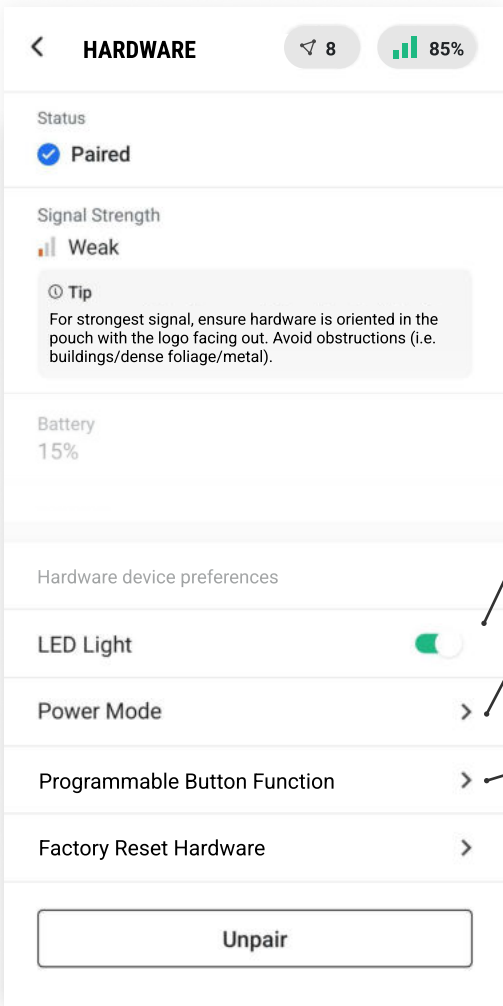 HARDWARE
8
85%
Status
Paired
Signal Strength
Weak
Tip
For strongest signal, ensure hardware is oriented in the
pouch with the logo facing out. Avoid obstructions (i.e.
buildings/dense foliage/metal).
Battery
15%
Hardware device preferences
LED Light
Power Mode
Programmable Button Function
Factory Reset Hardware
Unpair